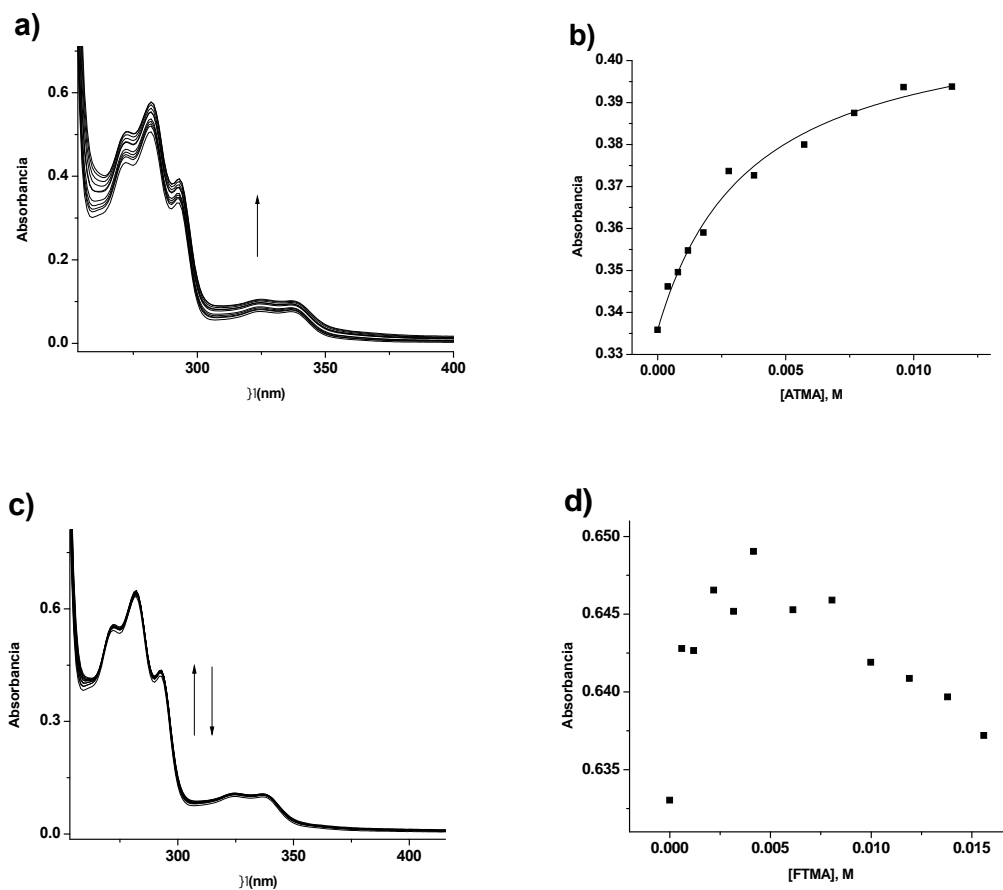 a)
0.6
0.4
0.2
0.0
Absorbancia
300
350
400
}l(nm)
b)
0.40
0.39
0.38
0.37
0.36
0.35
0.34
0.33
Absorbancia
0.000
0.005
0.010
[ATMA], M
c)
0.6
0.3
0.0
Absorbancia
300
350
400
}l(nm)
d)
0.650
0.645
0.640
0.635
Absorbancia
0.000
0.005
0.010
0.015
[FTMA], M